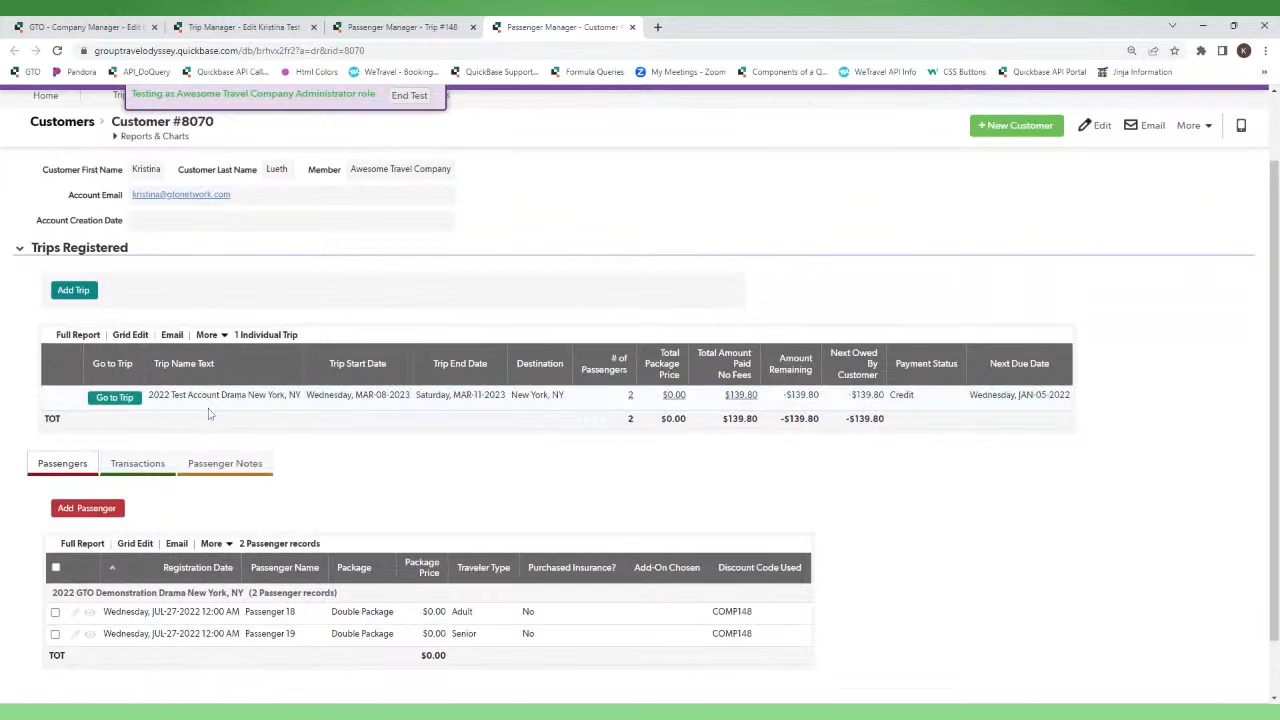 GTO - Company Manager - Edit C
Trip Manager - Edit Kristina Test
Passenger Manager - Trip #148
Passenger Manager - Customer #
grouptravelodyssey.quickbase.com/db/brhvx2fr2?a=dr&rid=8070
K
GTO
Pandora
API_DoQuery
Quickbase API Call...
Html Colors
WeTravel - Booking...
QuickBase Support...
Formula Queries
My Meetings - Zoom
Components of a Q...
WeTravel API Info
CSS Buttons
Quickbase API Portal
Jinja Information
»
Home
Testing as Awesome Travel Company Administrator role
End Test
Customers > Customer #8070
Reports & Charts
+ New Customer
Edit
Email
More
Customer First Name Kristina Customer Last Name Lueth Member Awesome Travel Company
Account Email kristina@gtonetwork.com
Account Creation Date
Trips Registered
Add Trip
Full Report | Grid Edit | Email | More 1 Individual Trip
Go to Trip
Trip Name Text
Trip Start Date
Trip End Date
Destination
# of Passengers
Total Package Price
Total Amount Paid No Fees
Amount Remaining
Next Owed By Customer
Payment Status
Next Due Date
Go to Trip 2022 Test Account Drama New York, NY Wednesday, MAR-08-2023 Saturday, MAR-11-2023 New York, NY 2 $0.00 $139.80 -$139.80 -$139.80 Credit Wednesday, JAN-05-2022
TOT 2 $0.00 $139.80 -$139.80 -$139.80
Passengers
Transactions
Passenger Notes
Add Passenger
Full Report | Grid Edit | Email | More 2 Passenger records
Registration Date
Passenger Name
Package
Package Price
Traveler Type
Purchased Insurance?
Add-On Chosen
Discount Code Used
2022 GTO Demonstration Drama New York, NY (2 Passenger records)
Wednesday, JUL-27-2022 12:00 AM Passenger 18 Double Package $0.00 Adult No COMP148
Wednesday, JUL-27-2022 12:00 AM Passenger 19 Double Package $0.00 Senior No COMP148
TOT $0.00